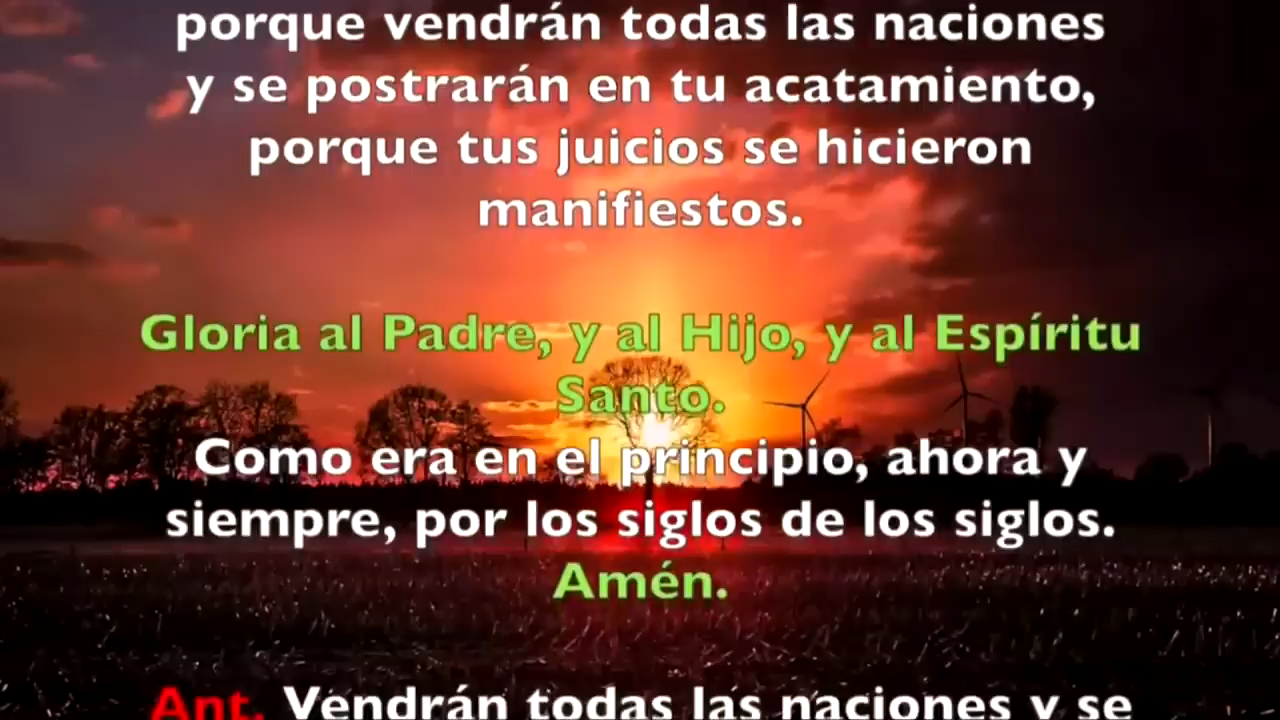 porque vendrán todas las naciones
y se postrarán en tu acatamiento,
porque tus juicios se hicieron
manifiestos.
Gloria al Padre, y al Hijo, y al Espíritu
Santo.
Como era en el principio, ahora y
siempre, por los siglos de los siglos.
Amén.
Ant. Vendrán todas las naciones y se